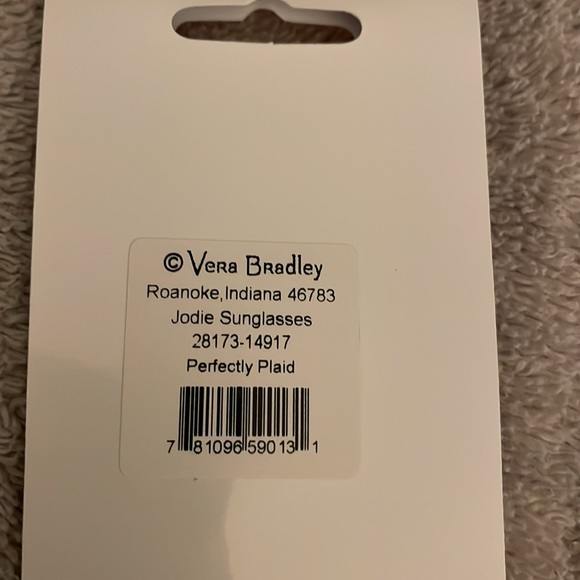 © Vera Bradley
Roanoke,Indiana 46783
Jodie Sunglasses
28173-14917
Perfectly Plaid
7 81096 59013 1